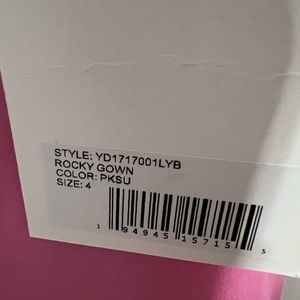 STYLE: YD1717001LYB
ROCKY GOWN
COLOR: PKSU
SIZE: 4
1 94945 15715 5